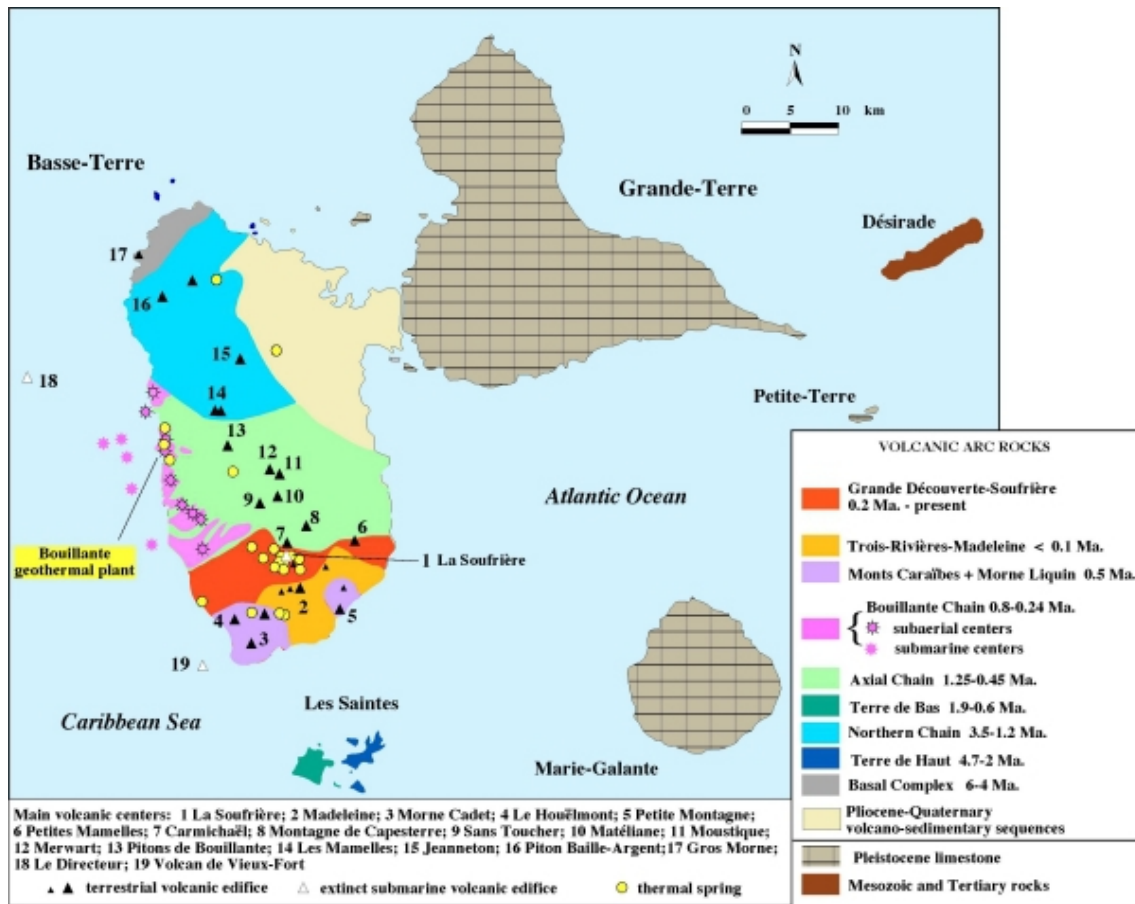 N
0 5 10 km
Basse-Terre
Grande-Terre
Désirade
17
16
15
18
14
Petite-Terre
13
12
11
10
9
8
7
6
Atlantic Ocean
Bouillante
geothermal plant
1 La Soufrière
2
5
4
3
19
Les Saintes
Caribbean Sea
Marie-Galante
VOLCANIC ARC ROCKS
Grande Découverte-Soufrière
0.2 Ma. - present
Trois-Rivières-Madeleine < 0.1 Ma.
Monts Caraïbes + Morne Liquin 0.5 Ma.
{ Bouillante Chain 0.8-0.24 Ma.
subaerial centers
submarine centers
Axial Chain 1.25-0.45 Ma.
Terre de Bas 1.9-0.6 Ma.
Northern Chain 3.5-1.2 Ma.
Terre de Haut 4.7-2 Ma.
Basal Complex 6-4 Ma.
Pliocene-Quaternary
volcano-sedimentary sequences
Pleistocene limestone
Mesozoic and Tertiary rocks
Main volcanic centers: 1 La Soufrière; 2 Madeleine; 3 Morne Cadet; 4 Le Houëlmont; 5 Petite Montagne;
6 Petites Mamelles; 7 Carmichaël; 8 Montagne de Capesterre; 9 Sans Toucher; 10 Matéliane; 11 Moustique;
12 Merwart; 13 Pitons de Bouillante; 14 Les Mamelles; 15 Jeanneton; 16 Piton Baille-Argent;17 Gros Morne;
18 Le Directeur; 19 Volcan de Vieux-Fort
terrestrial volcanic edifice extinct submarine volcanic edifice thermal spring